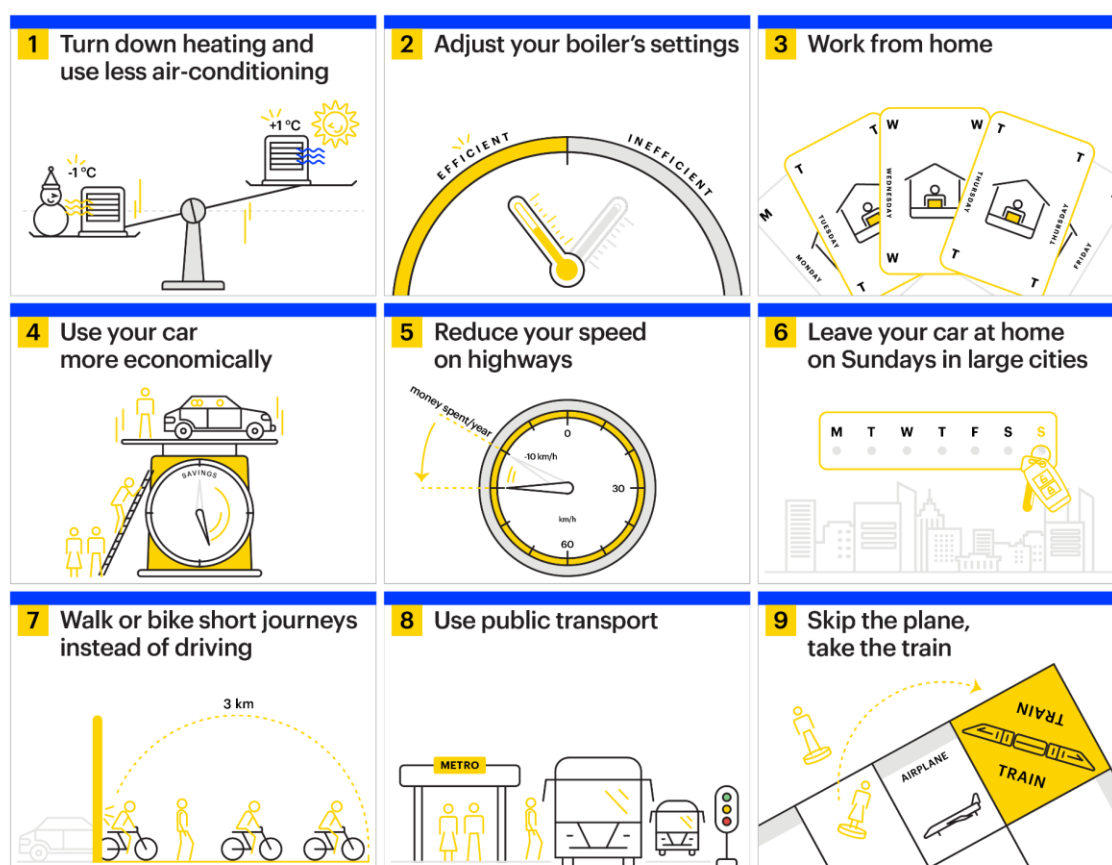 1 Turn down heating and
use less air-conditioning
-1 °C
+1 °C
2 Adjust your boiler's settings
EFFICIENT
INEFFICIENT
3 Work from home
M
MONDAY
T
TUESDAY
T
W
W
WEDNESDAY
W
T
T
THURSDAY
THURSDAY
T
T
FRIDAY
4 Use your car
more economically
SAVINGS
5 Reduce your speed
on highways
money spent/year
0
-10 km/h
30
km/h
60
6 Leave your car at home
on Sundays in large cities
M T W T F S S
7 Walk or bike short journeys
instead of driving
3 km
8 Use public transport
METRO
9 Skip the plane,
take the train
TRAIN
AIRPLANE
TRAIN